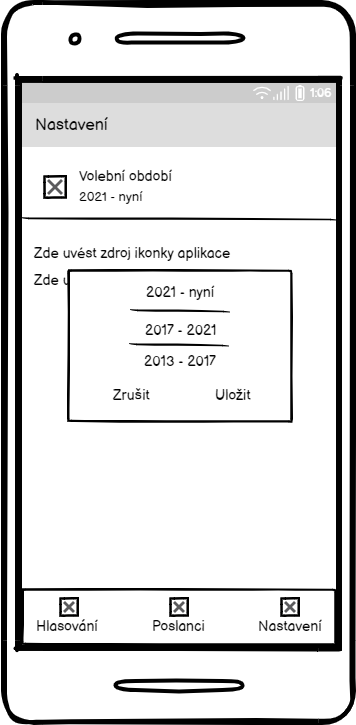 1:06
Nastavení
Volební období
2021 - nyní
Zde uvést zdroj ikonky aplikace
Zde u
2021 - nyní
2017 - 2021
2013 - 2017
Zrušit Uložit
Hlasování Poslanci Nastavení